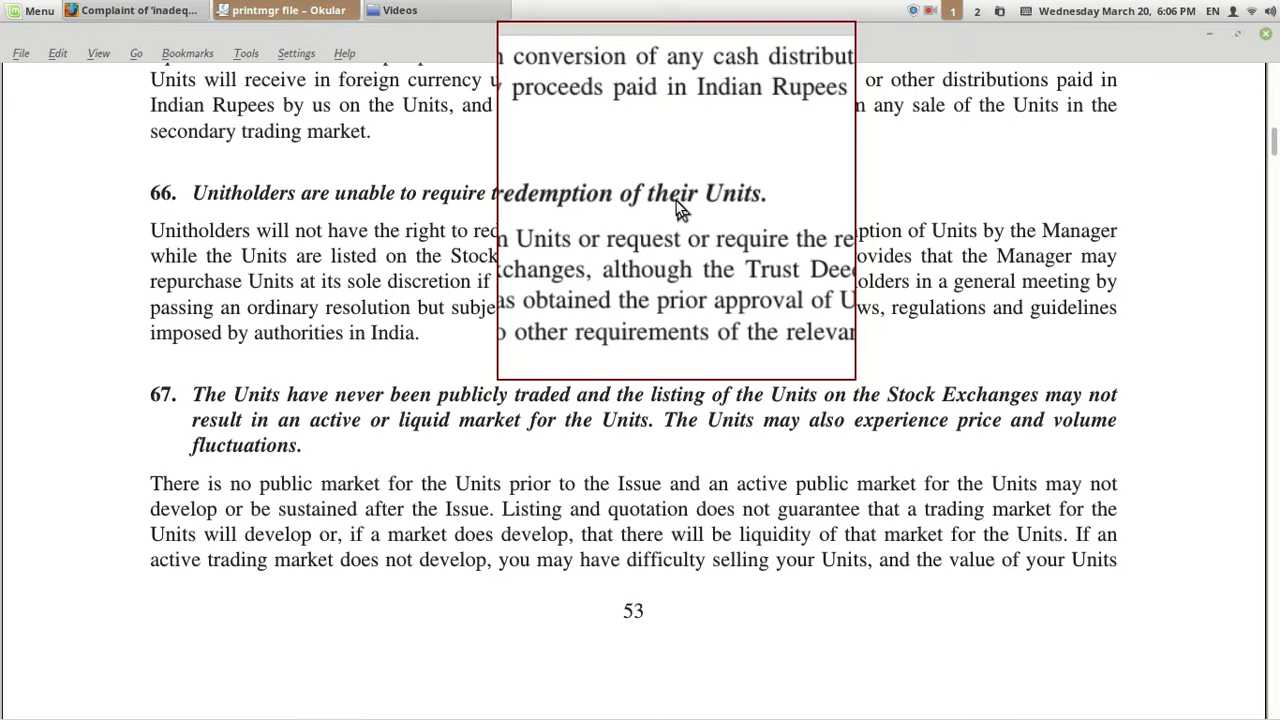 Menu Complaint of 'inadeq... printmgr file – Okular Videos 1 2 Wednesday March 20, 6:06 PM EN
File Edit View Go Bookmarks Tools Settings Help
Units will receive in foreign currency or other distributions paid in
Indian Rupees by us on the Units, and any sale of the Units in the
secondary trading market.
conversion of any cash distribut
proceeds paid in Indian Rupees
66. Unitholders are unable to require redemption of their Units.
Unitholders will not have the right to red
ption of Units by the Manager
while the Units are listed on the Stock
ovides that the Manager may
repurchase Units at its sole discretion if
olders in a general meeting by
passing an ordinary resolution but subje
ws, regulations and guidelines
imposed by authorities in India.
Units or request or require the re
changes, although the Trust Deed
as obtained the prior approval of U
other requirements of the relevan
67. The Units have never been publicly traded and the listing of the Units on the Stock Exchanges may not
result in an active or liquid market for the Units. The Units may also experience price and volume
fluctuations.
There is no public market for the Units prior to the Issue and an active public market for the Units may not
develop or be sustained after the Issue. Listing and quotation does not guarantee that a trading market for the
Units will develop or, if a market does develop, that there will be liquidity of that market for the Units. If an
active trading market does not develop, you may have difficulty selling your Units, and the value of your Units
53